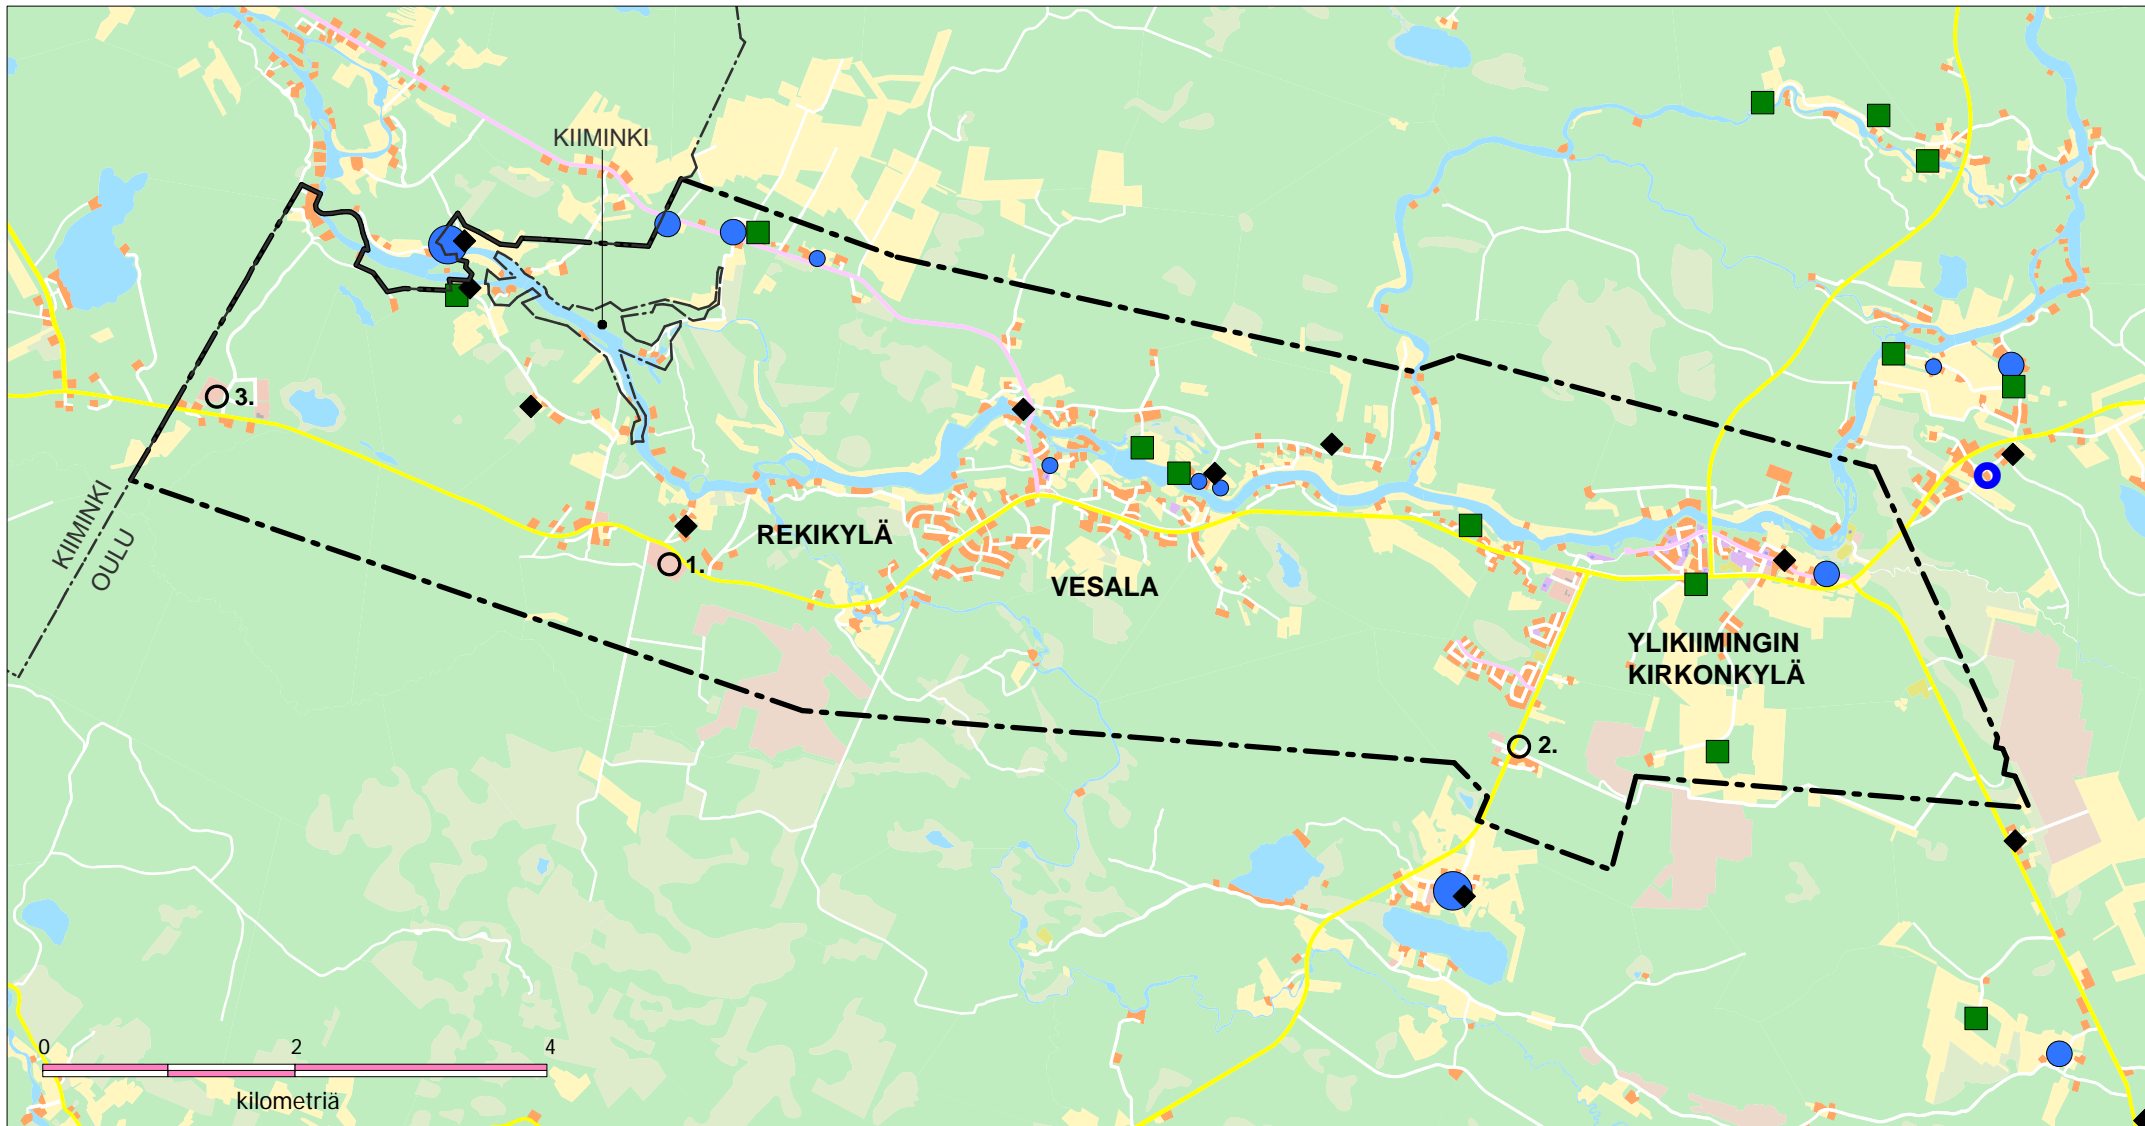 KIIMINKI
3.
KIIMINKI
OULU
REKIKYLÄ
1.
VESALA
YLIKIIMINGIN
KIRKONKYLÄ
2.
0 2 4
kilometriä